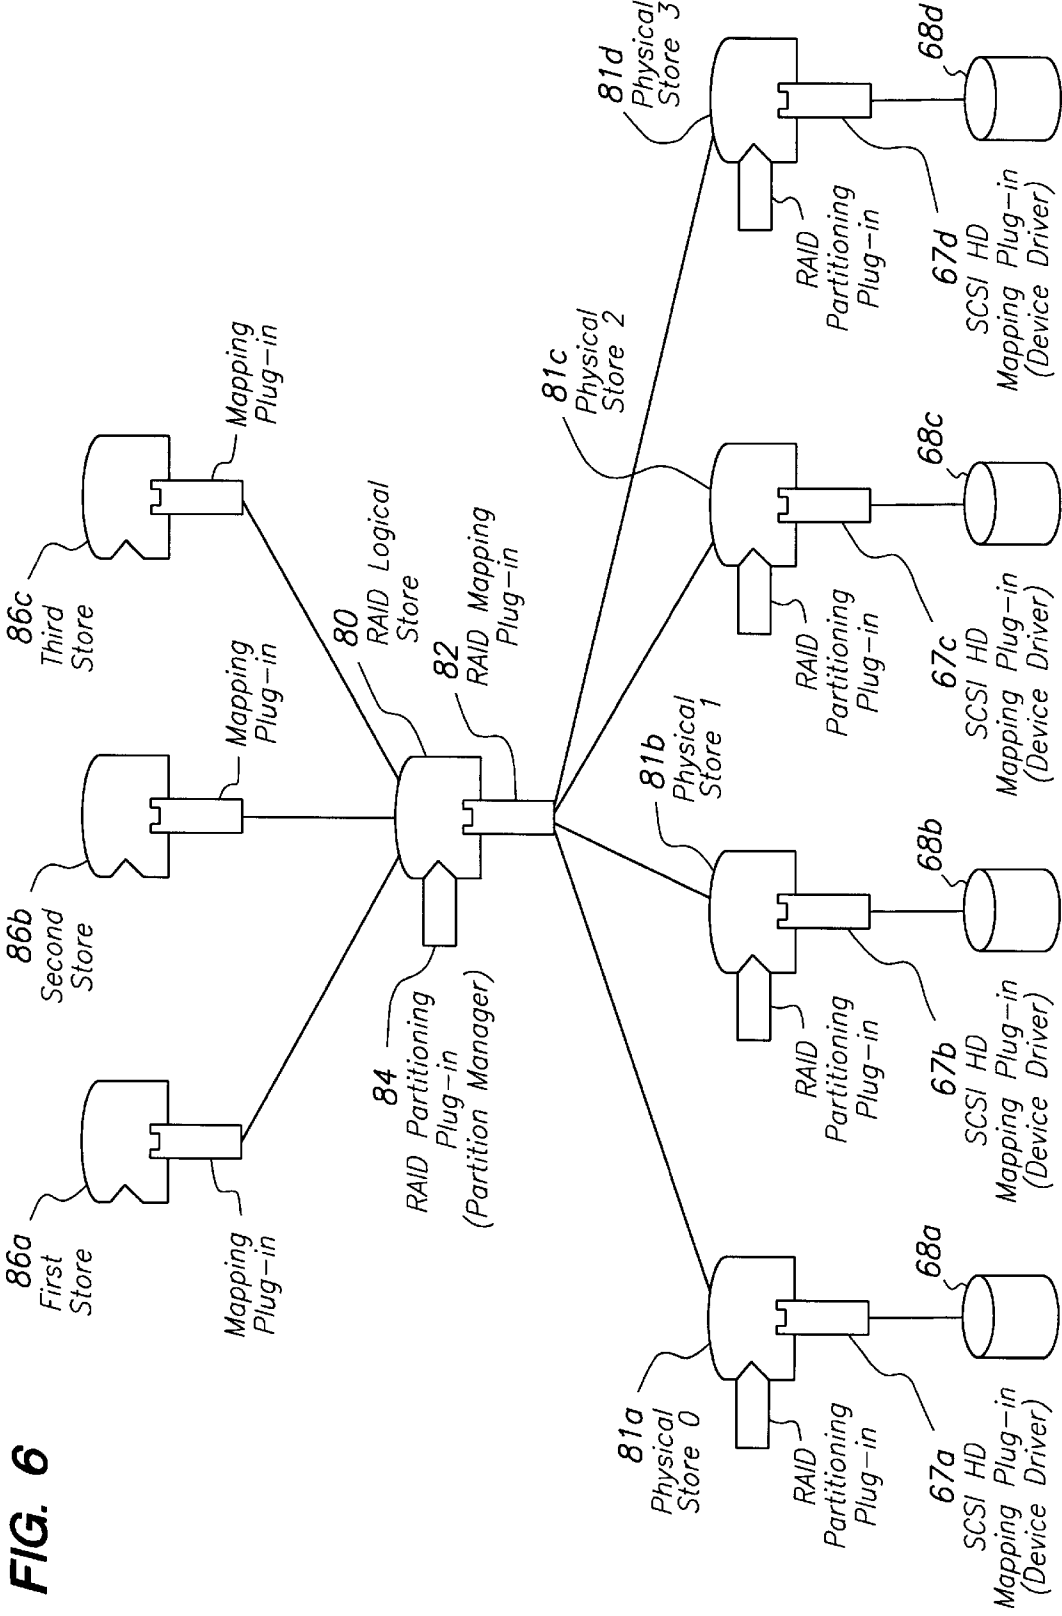 FIG. 6
86a
First
Store
Mapping
Plug-in
86b
Second
Store
Mapping
Plug-in
86c
Third
Store
Mapping
Plug-in
80
RAID Logical
Store
82
RAID Mapping
Plug-in
84
RAID Partitioning
Plug-in
(Partition Manager)
81a
Physical
Store 0
RAID
Partitioning
Plug-in
67a
SCSI HD
Mapping Plug-in
(Device Driver)
68a
81b
Physical
Store 1
RAID
Partitioning
Plug-in
67b
SCSI HD
Mapping Plug-in
(Device Driver)
68b
81c
Physical
Store 2
RAID
Partitioning
Plug-in
67c
SCSI HD
Mapping Plug-in
(Device Driver)
68c
81d
Physical
Store 3
RAID
Partitioning
Plug-in
67d
SCSI HD
Mapping Plug-in
(Device Driver)
68d